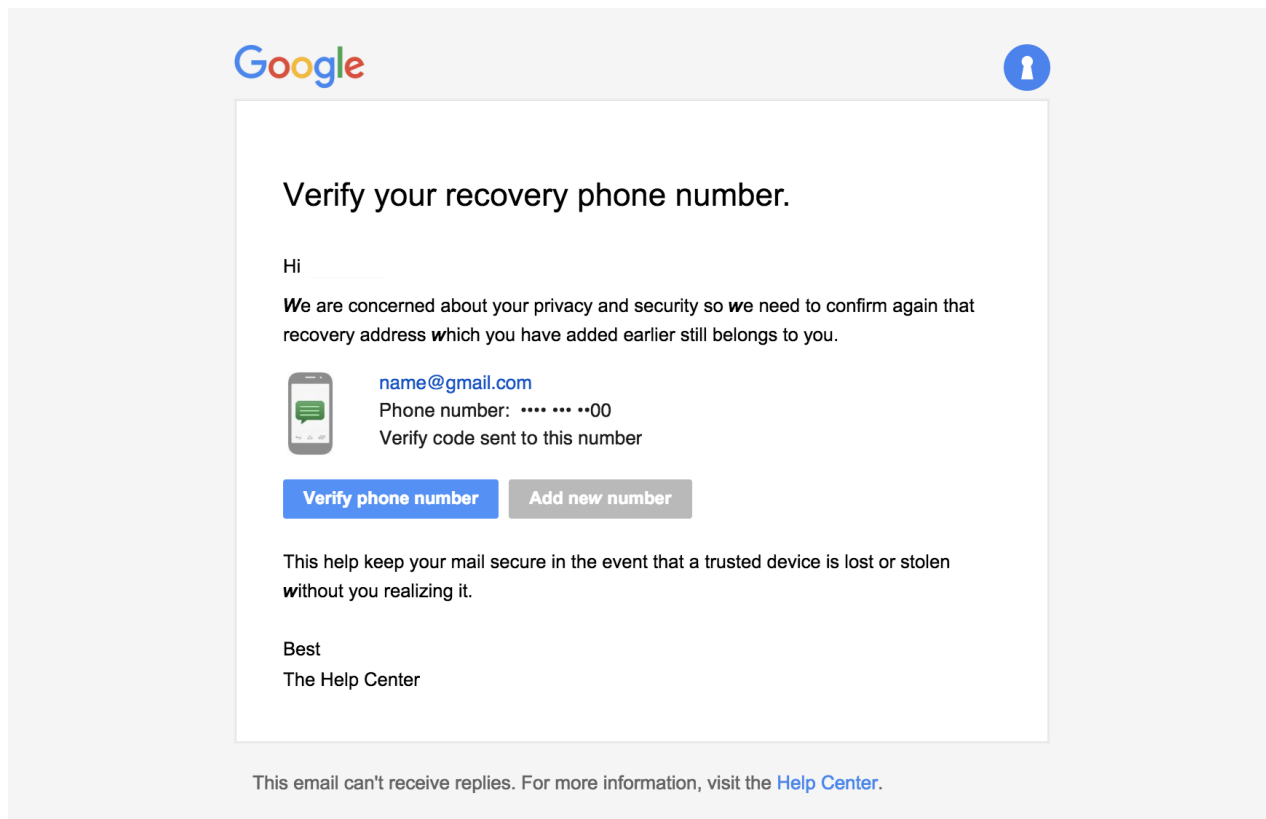 Google
Verify your recovery phone number.
Hi
We are concerned about your privacy and security so we need to confirm again that
recovery address which you have added earlier still belongs to you.
name@gmail.com
Phone number: •••• ••• ••00
Verify code sent to this number
Verify phone number
Add new number
This help keep your mail secure in the event that a trusted device is lost or stolen
without you realizing it.
Best
The Help Center
This email can't receive replies. For more information, visit the Help Center.